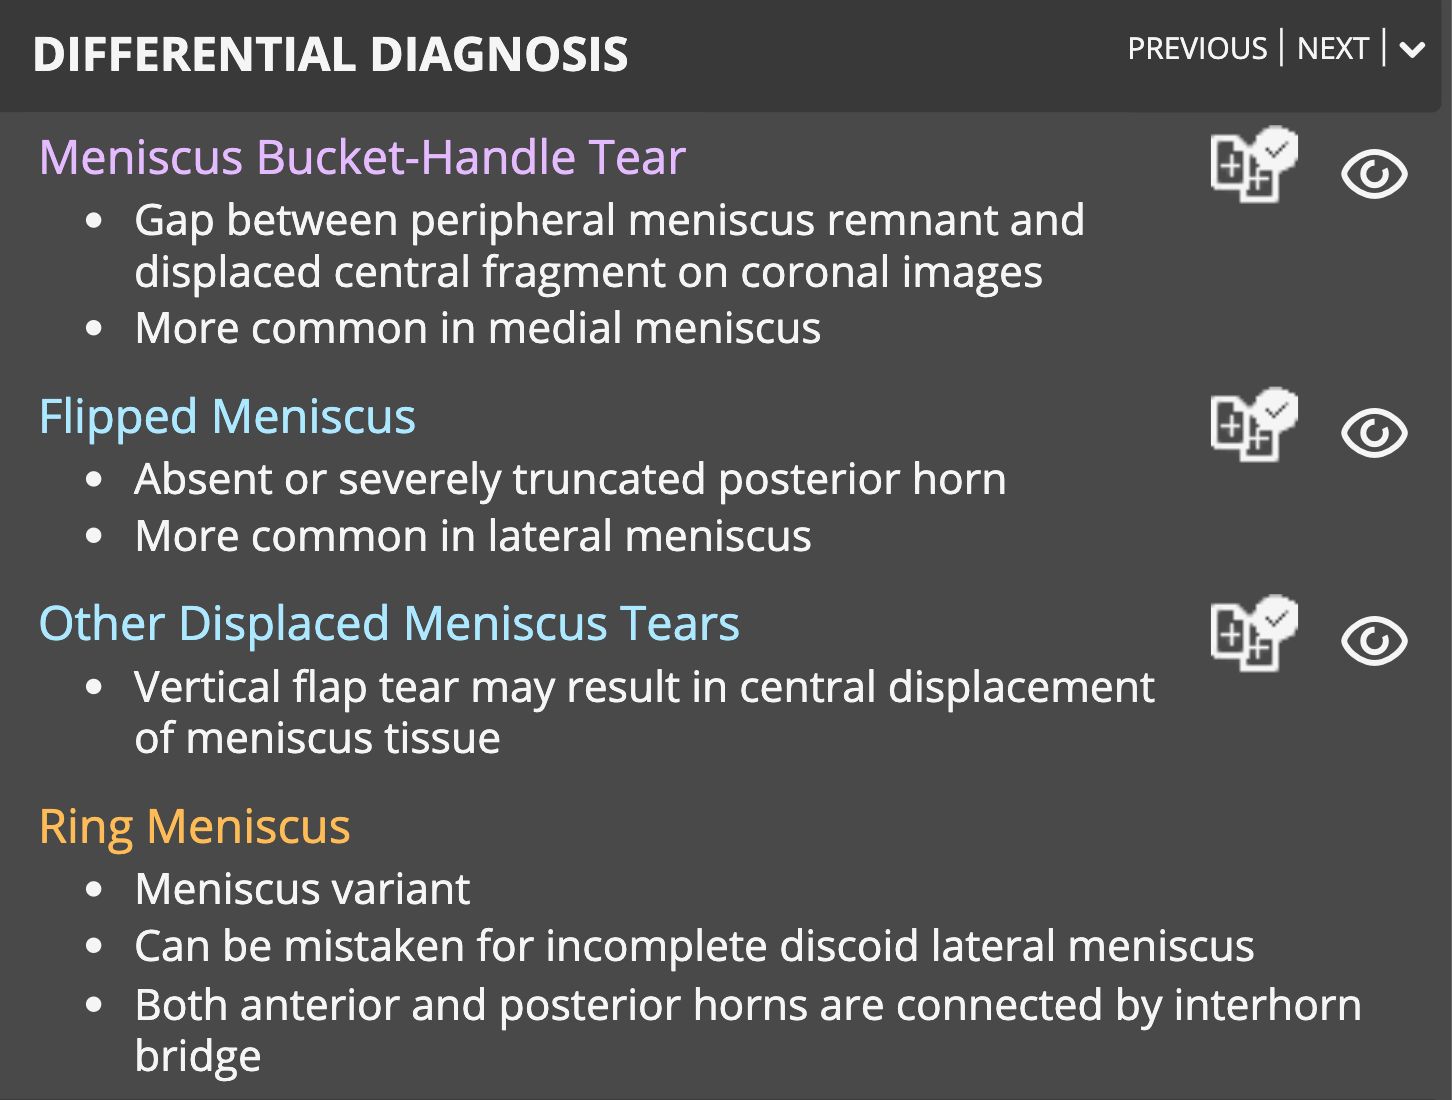 DIFFERENTIAL DIAGNOSIS
PREVIOUS | NEXT |
Meniscus Bucket-Handle Tear
• Gap between peripheral meniscus remnant and
displaced central fragment on coronal images
• More common in medial meniscus
Flipped Meniscus
• Absent or severely truncated posterior horn
• More common in lateral meniscus
Other Displaced Meniscus Tears
• Vertical flap tear may result in central displacement
of meniscus tissue
Ring Meniscus
• Meniscus variant
• Can be mistaken for incomplete discoid lateral meniscus
• Both anterior and posterior horns are connected by interhorn
bridge